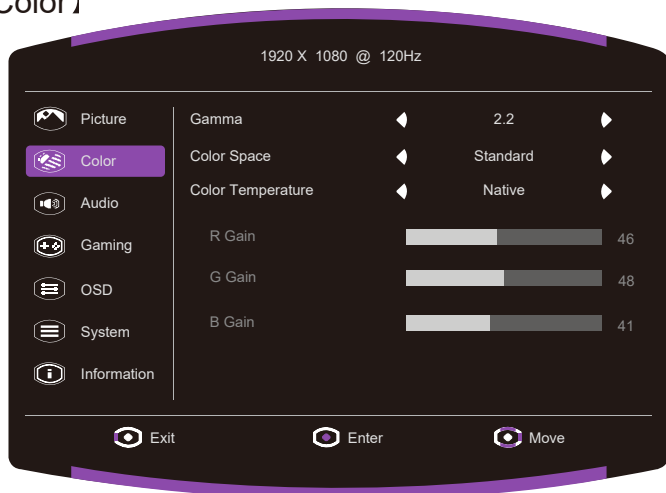 Color】
1920 X 1080 @ 120Hz
Picture
Gamma 2.2
Color Color Space Standard
Audio Color Temperature Native
Gaming R Gain 46
OSD G Gain 48
System B Gain 41
Information
Exit Enter Move